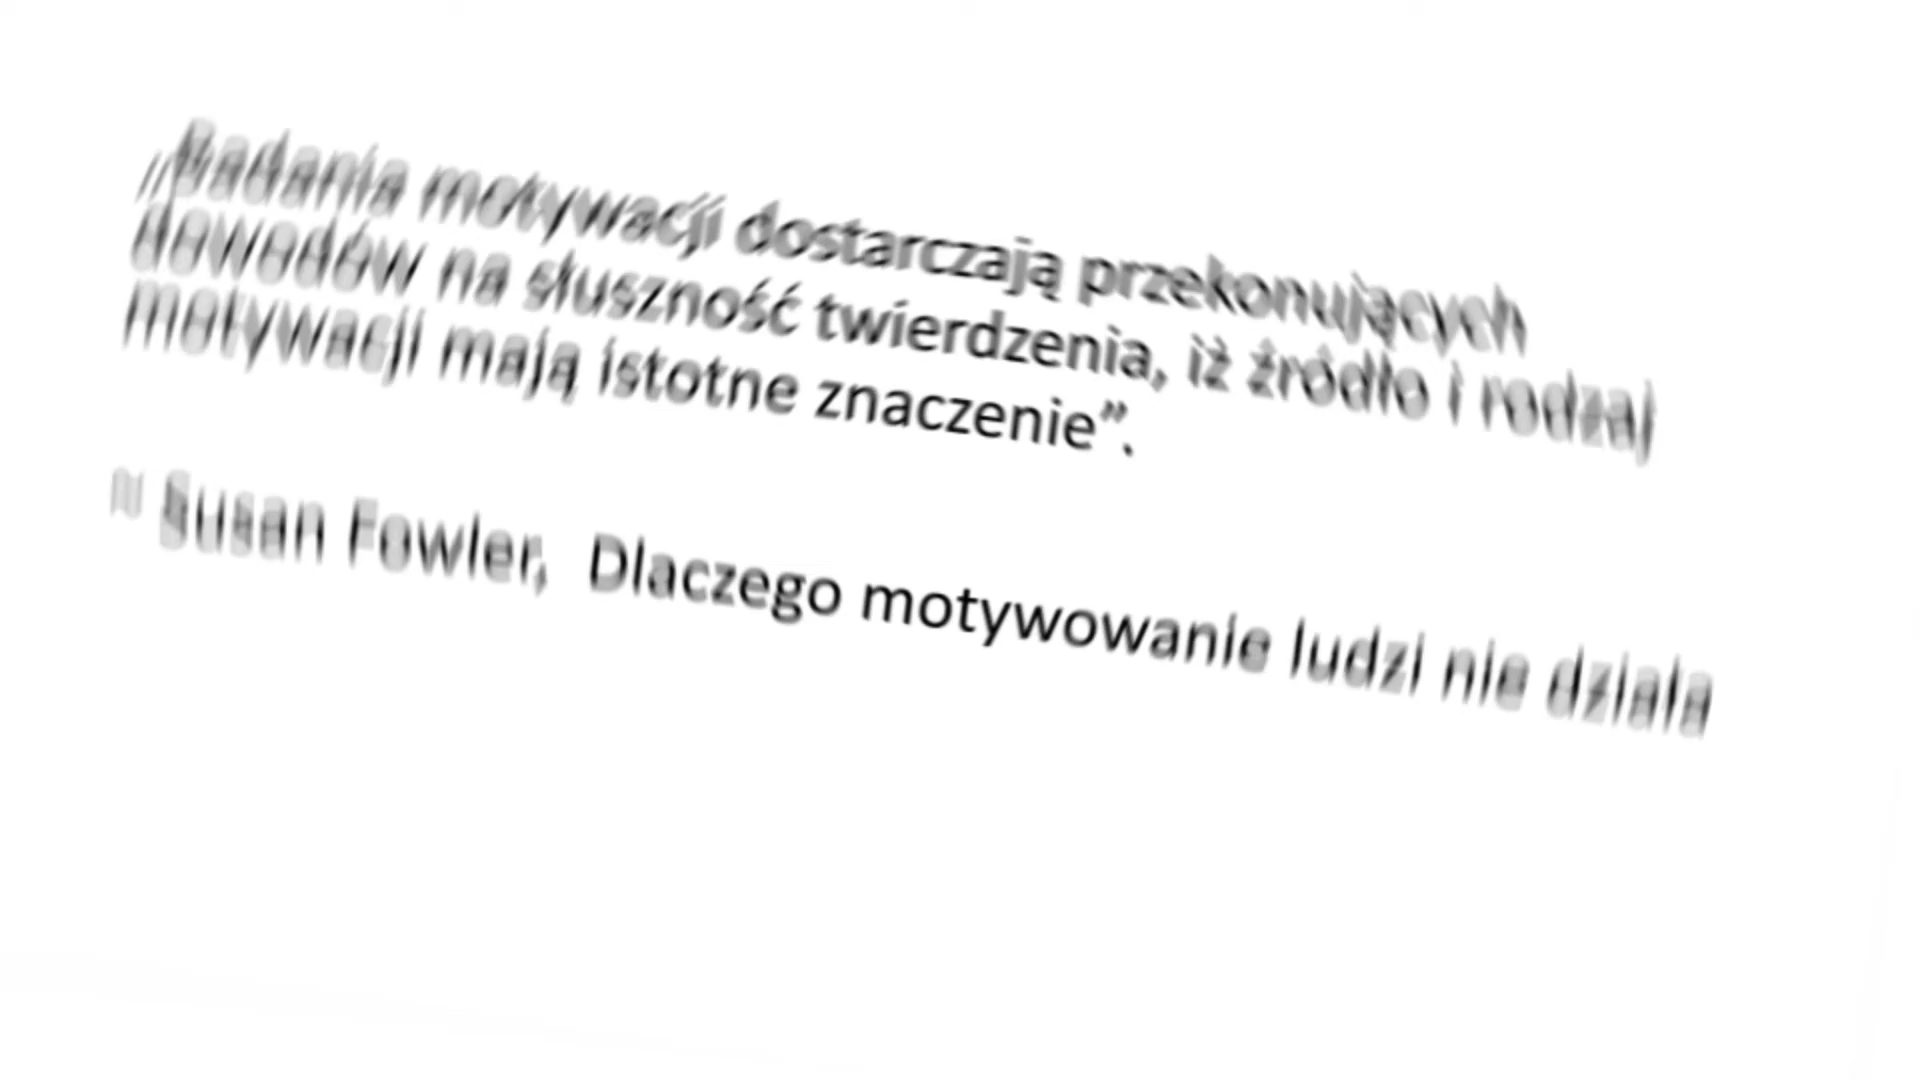 „Badania motywacji dostarczają przekonujących
dowodów na słuszność twierdzenia, iż źródło i rodzaj
motywacji mają istotne znaczenie”.
~ Susan Fowler, Dlaczego motywowanie ludzi nie działa